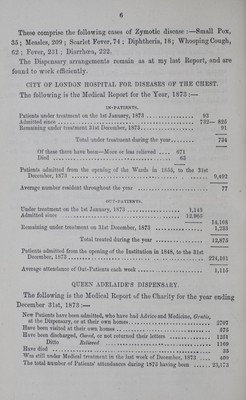 6
These comprise the following cases of Zymotic disease :—Small Pox,
55; Measles, 209; Scarlet Fever, 74; Diphtheria, 18; Whooping Cough,
62; Fever, 231; Diarrhœa, 222.
The Dispensary arrangements remain as at my last Report, and are
found to work efficiently.
CITY OF LONDON HOSPITAL FOR DISEASES OF THE CHEST.
The following is the Medical Report for the Year, 1873:—
IN-PATIENTS.
Patients under treatment on the 1st January, 1873 .......... 93
Admitted since .......... 732— 825
Remaining under treatment 31st December, 1873.......... 91
Total under treatment during the year.......... 734
Of these there have been—More or less relieved .... 671
Died .......... 63
Patients admitted from the opening of the Wards in 1855, to the 31st
December, 1873 .......... 9,692
Average number resident throughout the year .......... 77
OUT-PATIENTS.
Under treatment on the 1st January, 1873 .......... 1,143
Admitted since .......... 12,965
14,108
Remaining under treatment on 31st December, 1873 .......... 1,233
Total treated during the year .......... 12,875
Patients admitted from the opening of the Institution in 1848, to the 31st
December, 1873 .......... 224,101
Average attendance of Out-Patients each week .......... 1,115
QUEEN ADELAIDE'S DISPENSARY.
The following is the Medical Report of the Charity for the year ending
December 31st, 1873:—
New Patients have been admitted, who have had Advice and Medicine, Gratis,
at the Dispensary, or at their own homes .......... 2707
Have been visited at their own homes .......... 575
Have been discharged, Cured, or not returned their letters .......... 1221
Ditto Relieved .......... 1169
Have died .......... 59
Was still under Medical treatment in the last week of December, 1873
The total number of Patients' attendances during 1873 having been